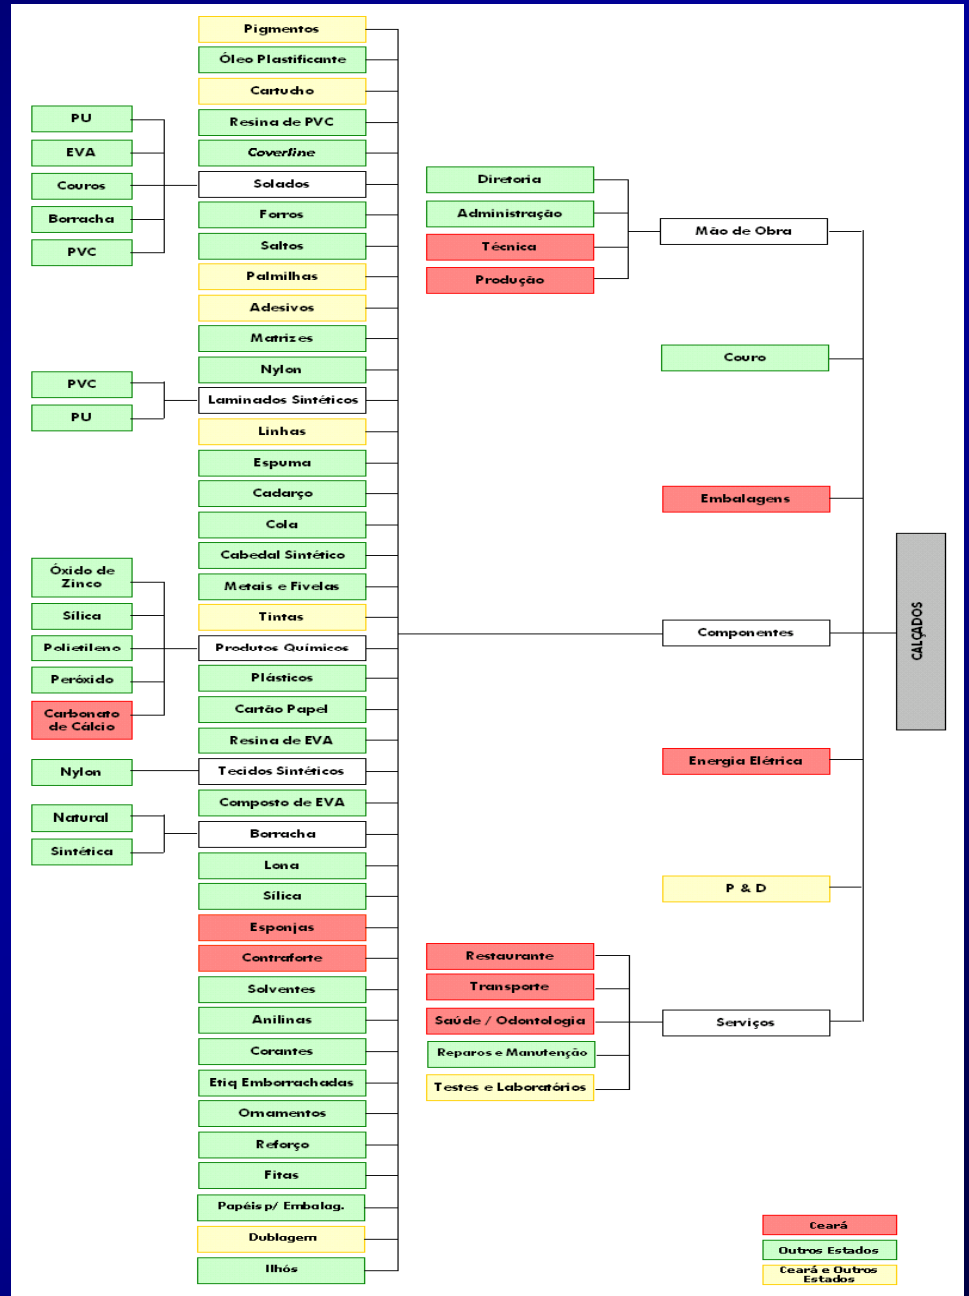 Pigmentos
Óleo Plastificante
Cartucho
Resina de PVC
Coverline
Solados
Forros
Saltos
Palmilhas
Adesivos
Matrizes
Nylon
Laminados Sintéticos
Linhas
Espuma
Cadarço
Cola
Cabedal Sintético
Metais e Fivelas
Tintas
Produtos Químicos
Plásticos
Cartão Papel
Resina de EVA
Tecidos Sintéticos
Composto de EVA
Borracha
Lona
Sílica
Esponjas
Contraforte
Solventes
Anilinas
Corantes
Etiq Emborrachadas
Ornamentos
Reforço
Fitas
Papéis p/ Embalag.
Dublagem
Ilhós
PU
EVA
Couros
Borracha
PVC
PVC
PU
Óxido de
Zinco
Sílica
Polietileno
Peróxido
Carbonato
de Cálcio
Nylon
Natural
Sintética
Diretoria
Administração
Técnica
Produção
Mão de Obra
Couro
Embalagens
Componentes
Energia Elétrica
P & D
Serviços
Restaurante
Transporte
Saúde / Odontologia
Reparos e Manutenção
Testes e Laboratórios
CALÇADOS
Ceará
Outros Estados
Ceará e Outros
Estados